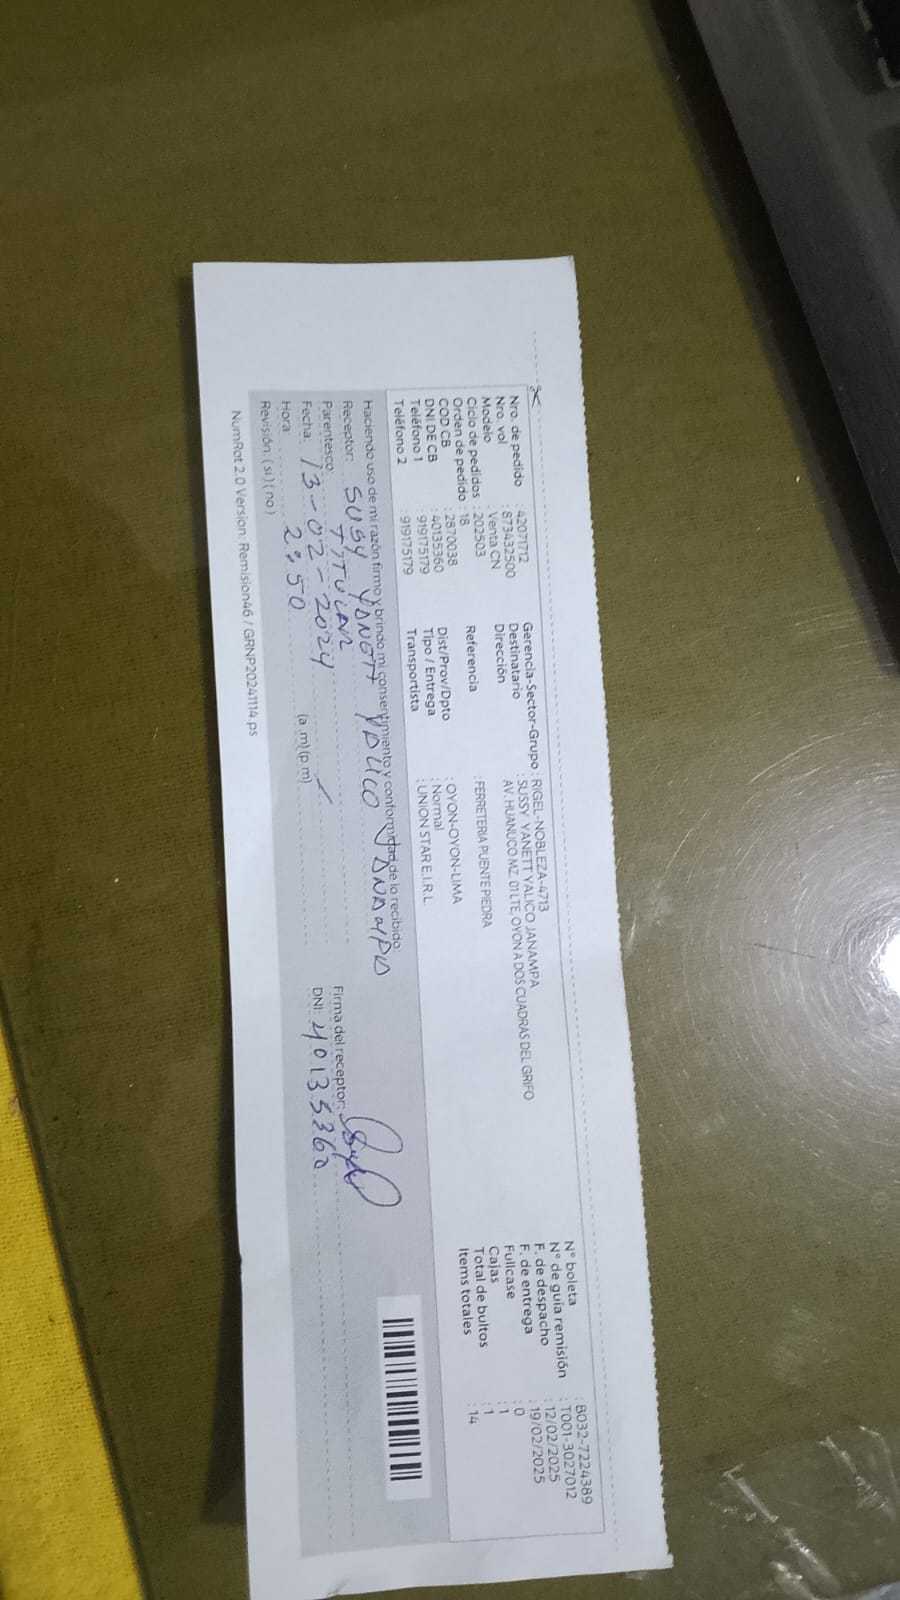 Nro. de pedido : 42071712
Nro vol : 873432500
Modelo : Venta CN
Ciclo de pedidos : 202503
Orden de pedido : 18
COD CB : 2870038
DNI DE CB : 40135360
Teléfono 1 : 919175179
Teléfono 2 : 919175179
Gerencia-Sector-Grupo : RIGEL-NOBLEZA-4713
Destinatario : SUSSY YANETT YALICO JANAMPA
Dirección AV. HUANUCO MZ. 01 LTE, OYON A DOS CUADRAS DEL GRIFO
Referencia : FERRETERIA PUENTE PIEDRA
Dist/Prov/Dpto : OYON-OYON-LIMA
Tipo / Entrega : Normal
Transportista : UNION STAR E.I.R.L
N° boleta : B032-7224389
N° de guía remisión : T001-3027012
F. de despacho : 12/02/2025
F. de entrega : 19/02/2025
Fullcase : 0
Cajas : 1
Total de bultos : 1
Items totales : 14
Haciendo uso de mi razón firmo y brindo mi consentimiento y conformidad de lo recibido:
Receptor: SUSY YANETT YALICO JANAMPA
Parentesco: TITULAR
Fecha: 13-02-2024
Hora: 2:50 (a.m) (p.m)
Revisión: (si) (no)
Firma del receptor:
DNI: 40135360
NumRot 2.0 Version: Remision46 / GRNP20241114.ps